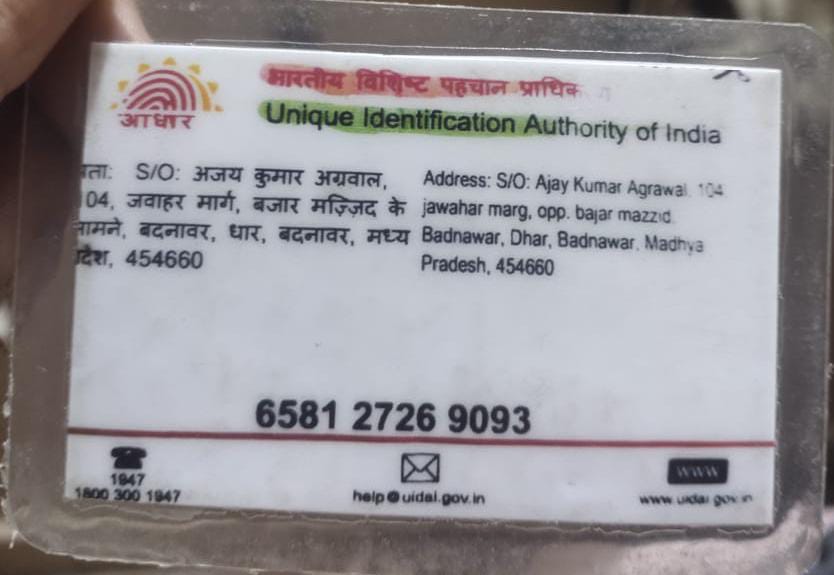 आधार
भारतीय विशिष्ट पहचान प्राधिक
Unique Identification Authority of India
S/O: अजय कुमार अग्रवाल,
04, जवाहर मार्ग, बजार मज़्ज़िद के
बदनावर, धार, बदनावर, मध्य
454660
Address: S/O: Ajay Kumar Agrawal, 104
jawahar marg, opp. bajar mazzid,
Badnawar, Dhar, Badnawar, Madhya
Pradesh, 454660
6581 2726 9093
1947
1800 300 1947
help@uidai.gov.in
www
www.uidai.gov.in